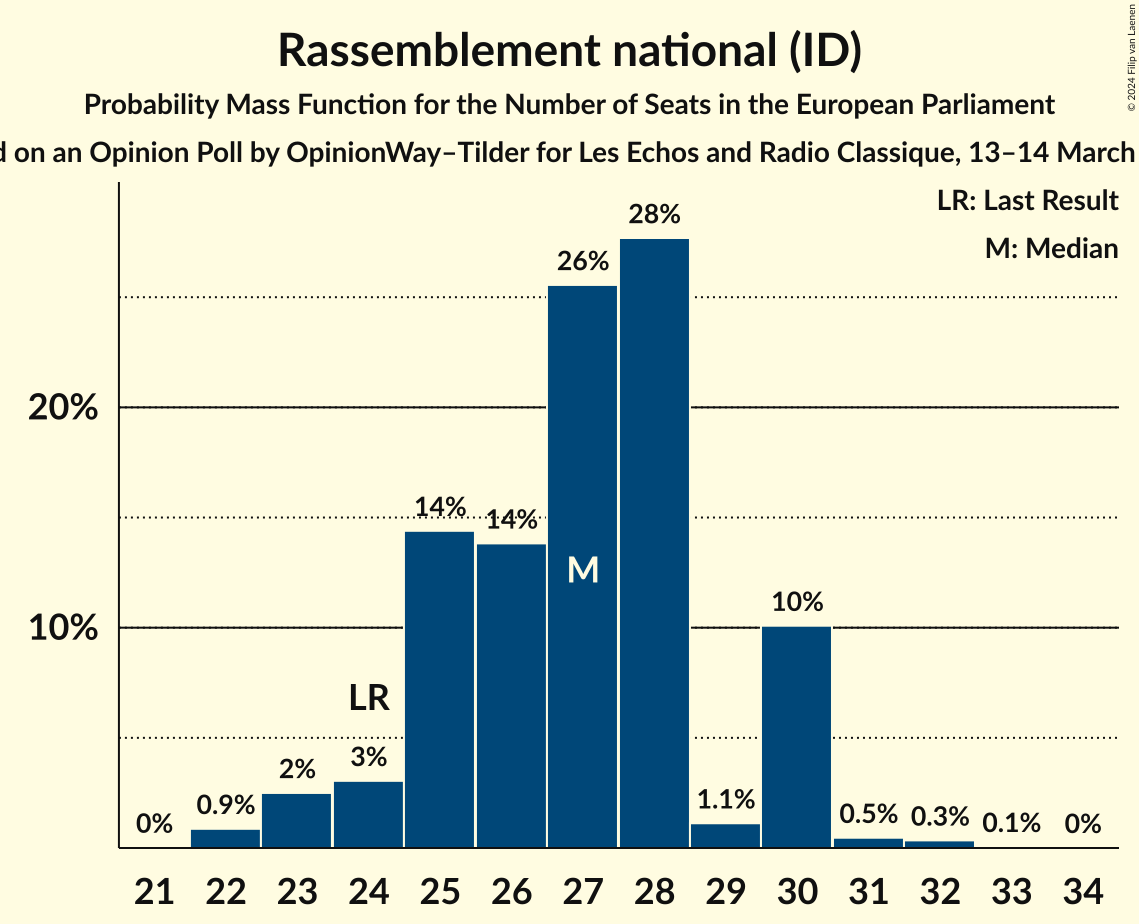 Rassemblement national (ID)
Probability Mass Function for the Number of Seats in the European Parliament
on an Opinion Poll by OpinionWay–Tilder for Les Echos and Radio Classique, 13–14 March
© 2024 Filip van Laenen
LR: Last Result
M: Median
28%
26%
20%
14%
14%
M
10%
10%
LR
3%
2%
1.1%
0.9%
0.5%
0.3%
0.1%
0%
0%
21 22 23 24 25 26 27 28 29 30 31 32 33 34